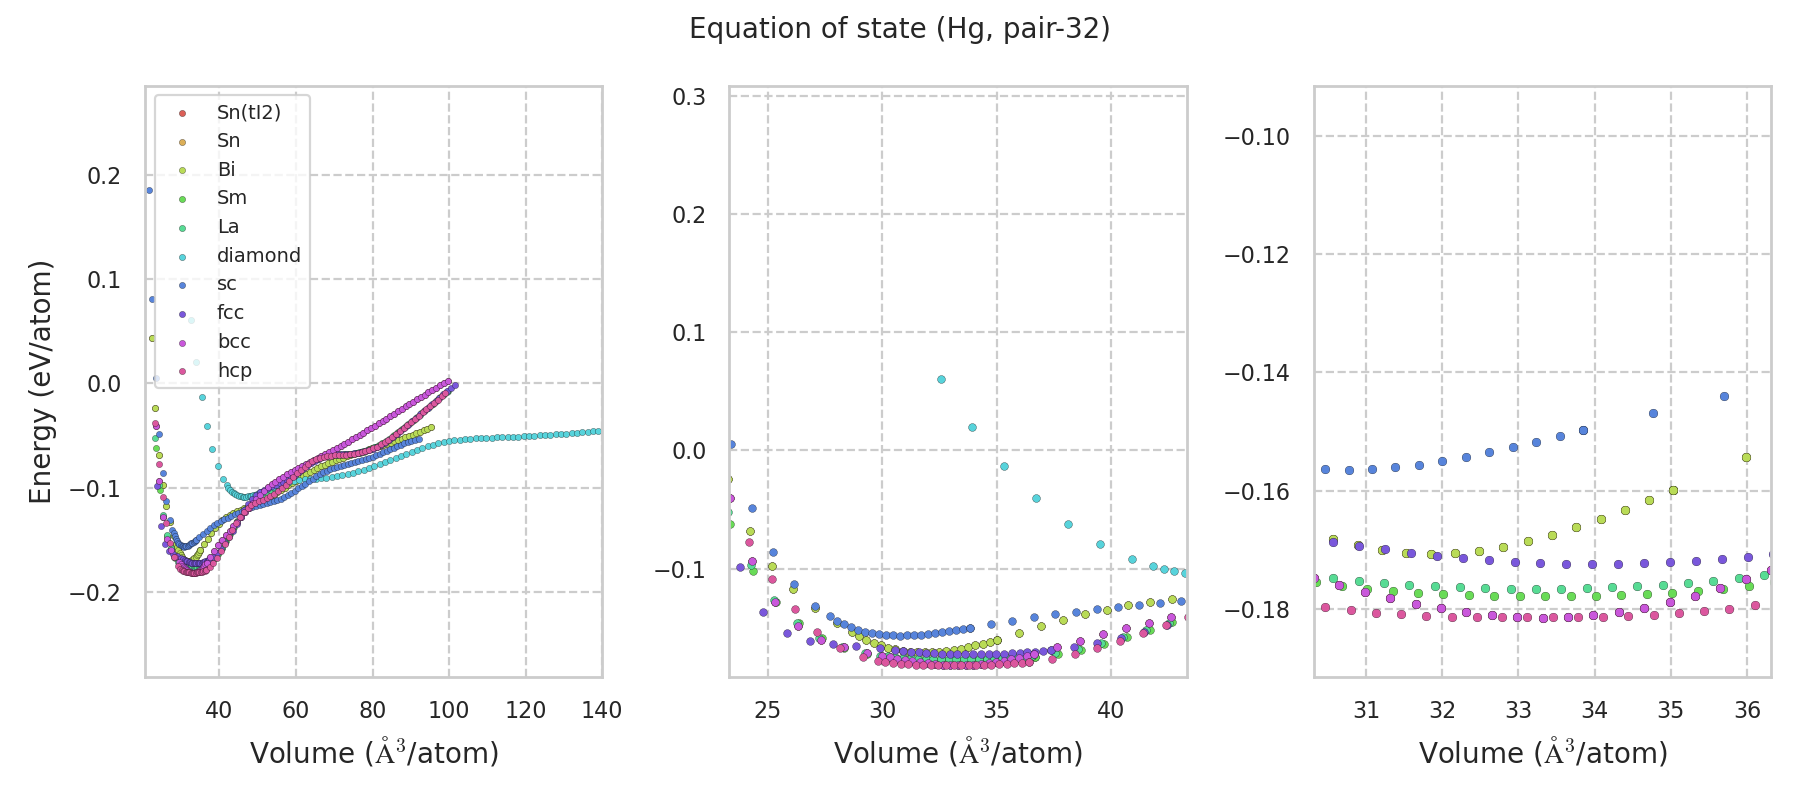 Equation of state (Hg, pair-32)
Energy (eV/atom)
0.2
0.1
0.0
−0.1
−0.2
Sn(tI2)
Sn
Bi
Sm
La
diamond
sc
fcc
bcc
hcp
40 60 80 100 120 140
Volume (Å³/atom)
0.3
0.2
0.1
0.0
−0.1
25 30 35 40
Volume (Å³/atom)
−0.10
−0.12
−0.14
−0.16
−0.18
31 32 33 34 35 36
Volume (Å³/atom)